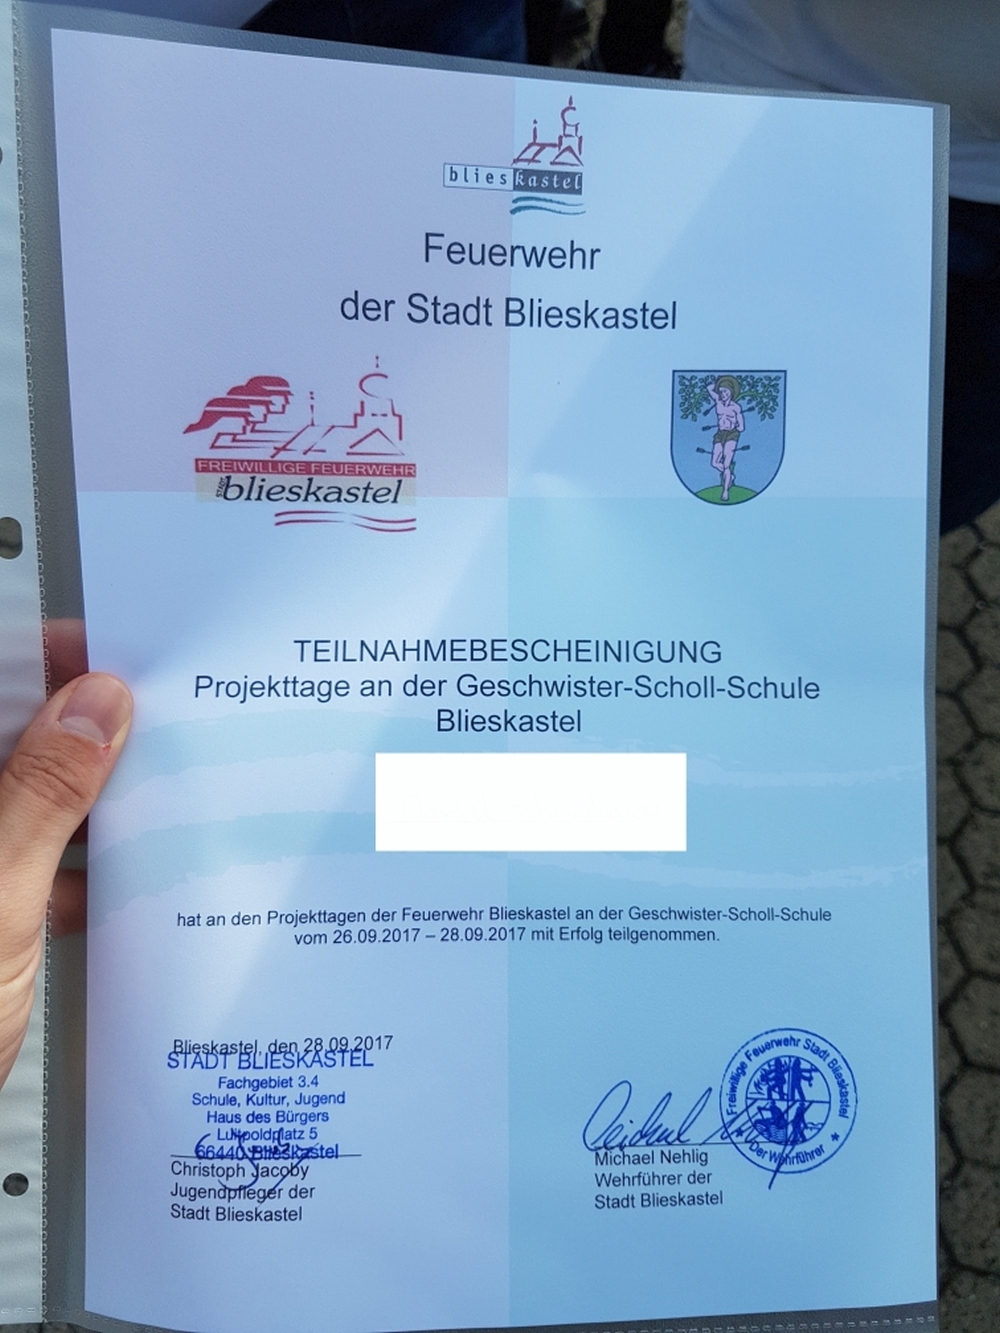 blieskastel
Feuerwehr
der Stadt Blieskastel
FREIWILLIGE FEUERWEHR
STADT blieskastel
TEILNAHMEBESCHEINIGUNG
Projekttage an der Geschwister-Scholl-Schule
Blieskastel
hat an den Projekttagen der Feuerwehr Blieskastel an der Geschwister-Scholl-Schule
vom 26.09.2017 – 28.09.2017 mit Erfolg teilgenommen.
Blieskastel, den 28.09.2017
STADT BLIESKASTEL
Fachgebiet 3.4
Schule, Kultur, Jugend
Haus des Bürgers
Luitpoldplatz 5
66440 Blieskastel
Christoph Jacoby
Jugendpfleger der
Stadt Blieskastel
Freiwillige Feuerwehr Stadt Blieskastel
Der Wehrführer
Michael Nehlig
Wehrführer der
Stadt Blieskastel